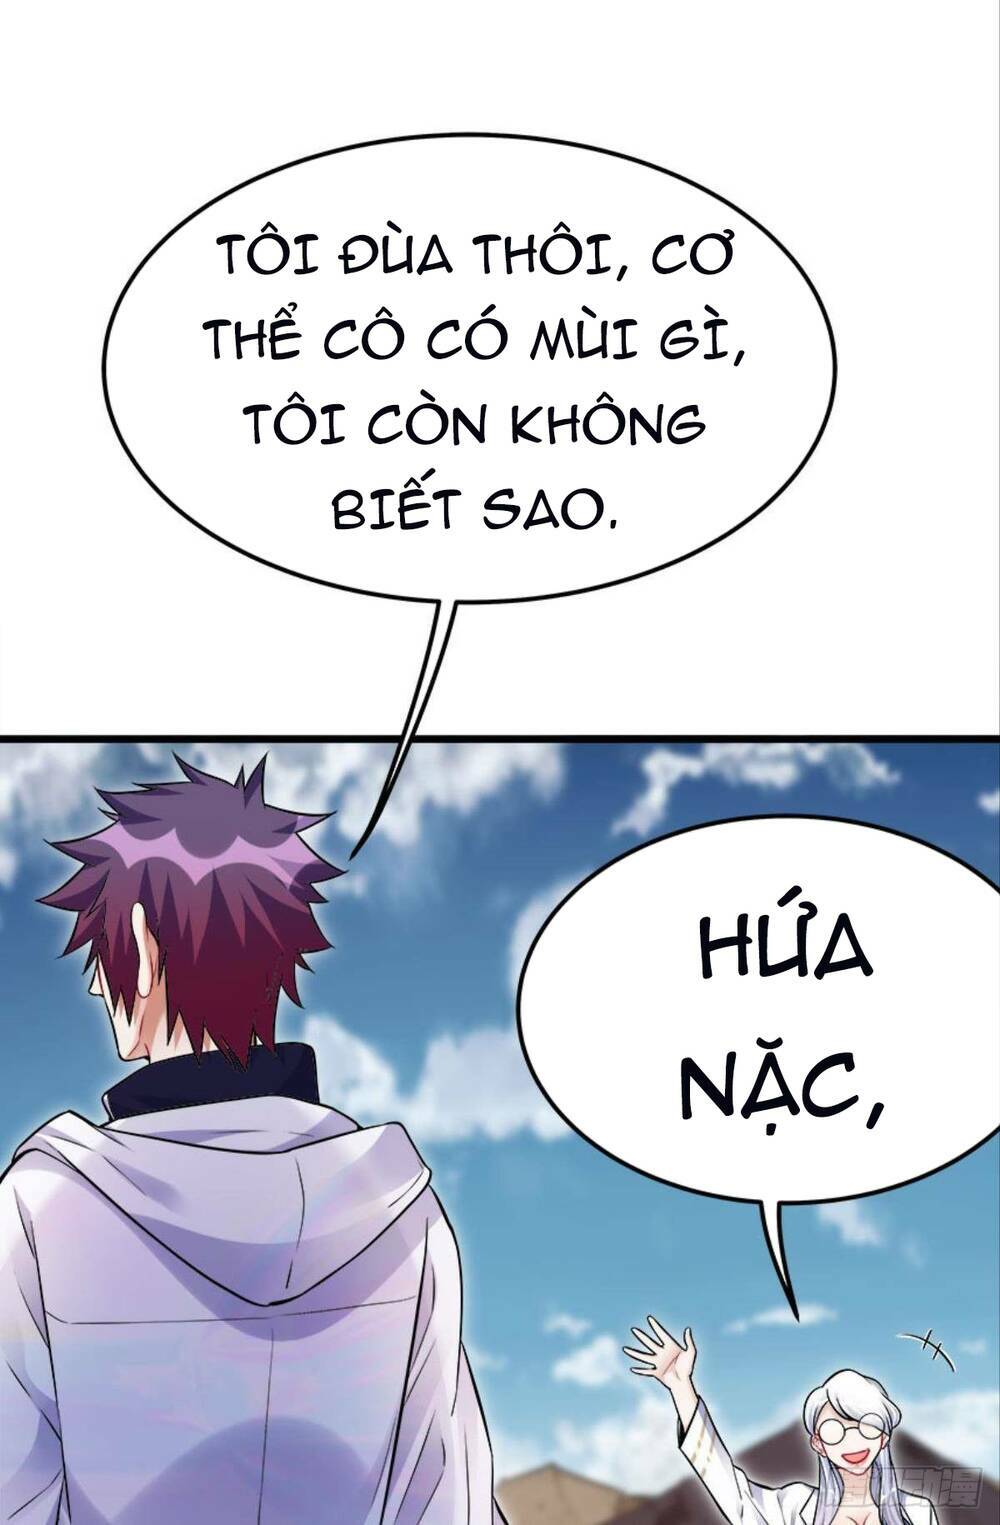 TÔI ĐÙA THÔI, CƠ
THỂ CÔ CÓ MÙI GÌ,
TÔI CÒN KHÔNG
BIẾT SAO.
HỨA
NẶC,